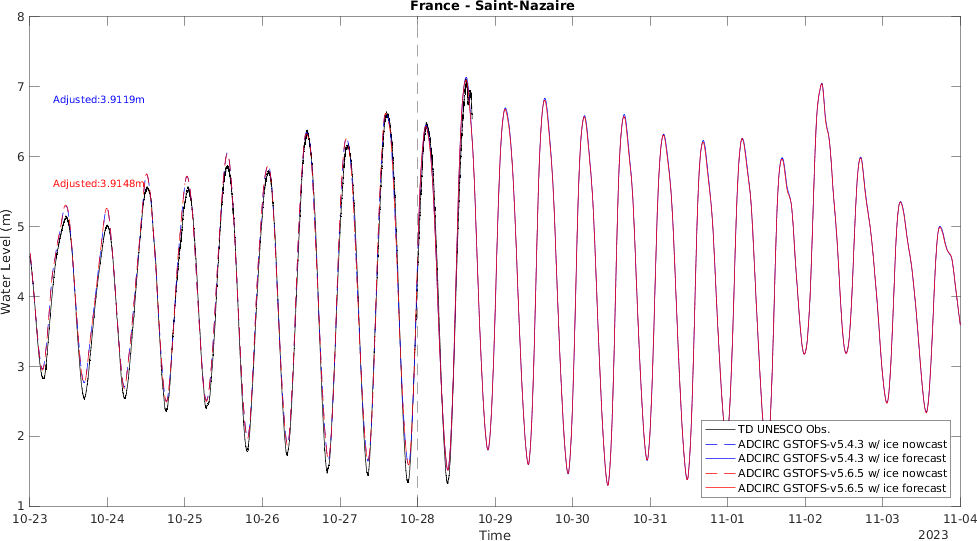 France - Saint-Nazaire
8
7
6
5
4
3
2
1
Water Level (m)
Adjusted:3.9119m
Adjusted:3.9148m
TD UNESCO Obs.
ADCIRC GSTOFS-v5.4.3 w/ ice nowcast
ADCIRC GSTOFS-v5.4.3 w/ ice forecast
ADCIRC GSTOFS-v5.6.5 w/ ice nowcast
ADCIRC GSTOFS-v5.6.5 w/ ice forecast
10-23 10-24 10-25 10-26 10-27 10-28 10-29 10-30 10-31 11-01 11-02 11-03 11-04
Time
2023